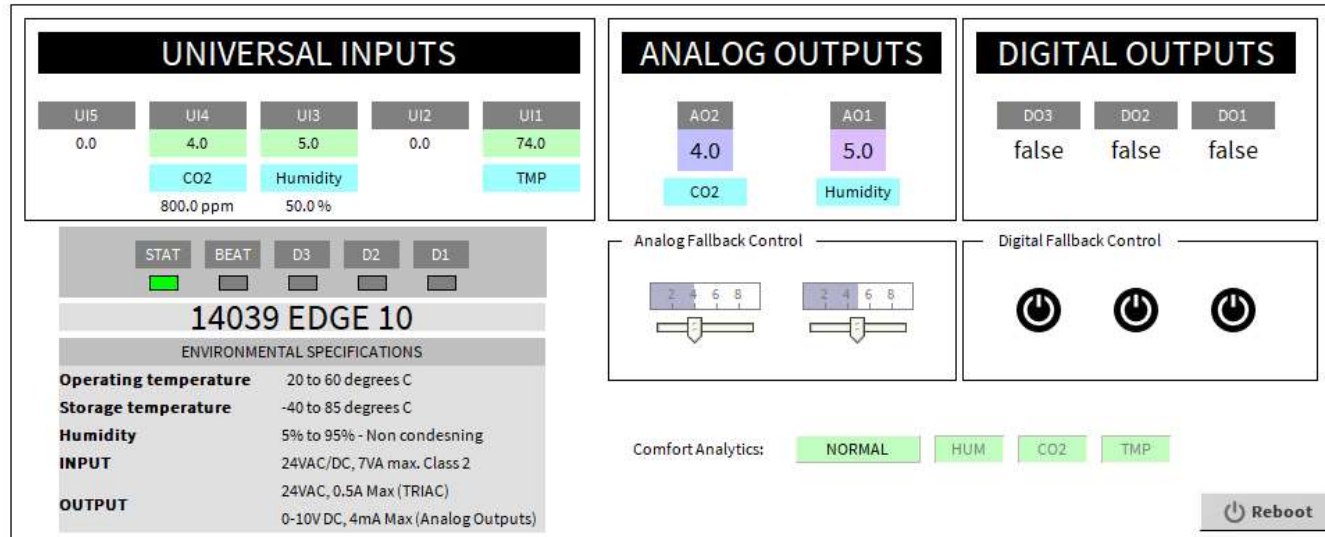 UNIVERSAL INPUTS
UI5 UI4 UI3 UI2 UI1
0.0 4.0 5.0 0.0 74.0
CO2 Humidity TMP
800.0 ppm 50.0 %
ANALOG OUTPUTS
AO2 AO1
4.0 5.0
CO2 Humidity
DIGITAL OUTPUTS
DO3 DO2 DO1
false false false
STAT BEAT D3 D2 D1
14039 EDGE 10
ENVIRONMENTAL SPECIFICATIONS
Operating temperature 20 to 60 degrees C
Storage temperature -40 to 85 degrees C
Humidity 5% to 95% - Non condesning
INPUT 24VAC/DC, 7VA max. Class 2
OUTPUT 24VAC, 0.5A Max (TRIAC)
0-10V DC, 4mA Max (Analog Outputs)
Analog Fallback Control
2 4 6 8 2 4 6 8
Digital Fallback Control
Comfort Analytics: NORMAL HUM CO2 TMP
Reboot